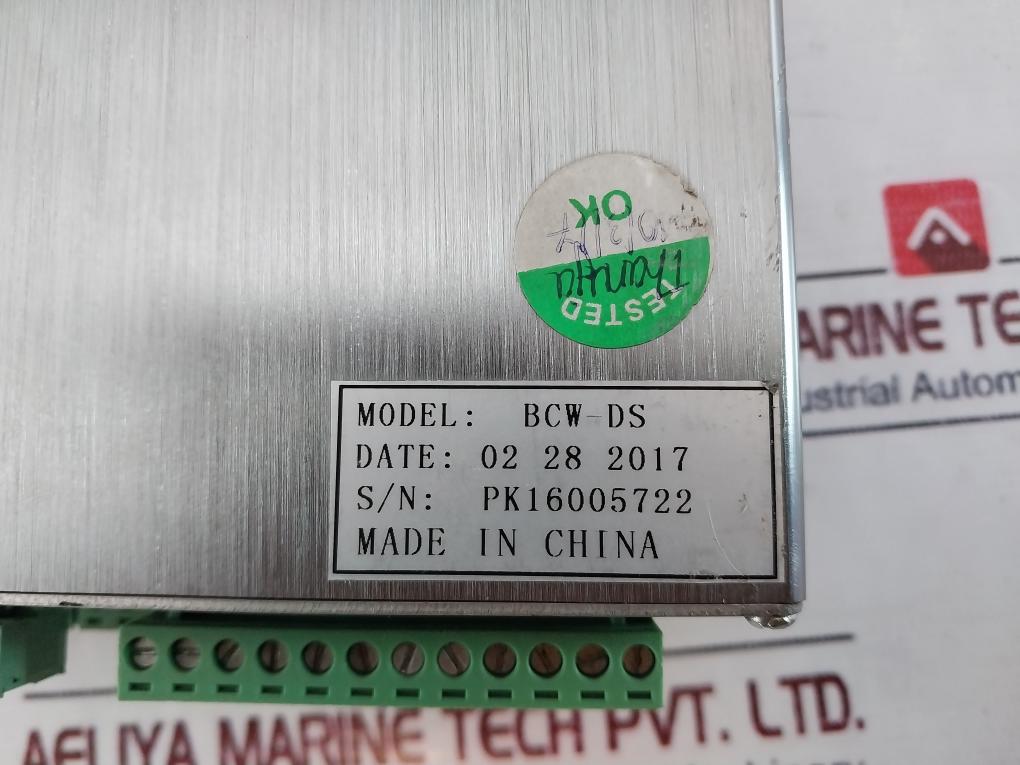 OK
TESTED
ARINE TE
ustrial Autom
MODEL: BCW-DS
DATE: 02 28 2017
S/N: PK16005722
MADE IN CHINA
AELIYA MARINE TECH PVT. LTD.